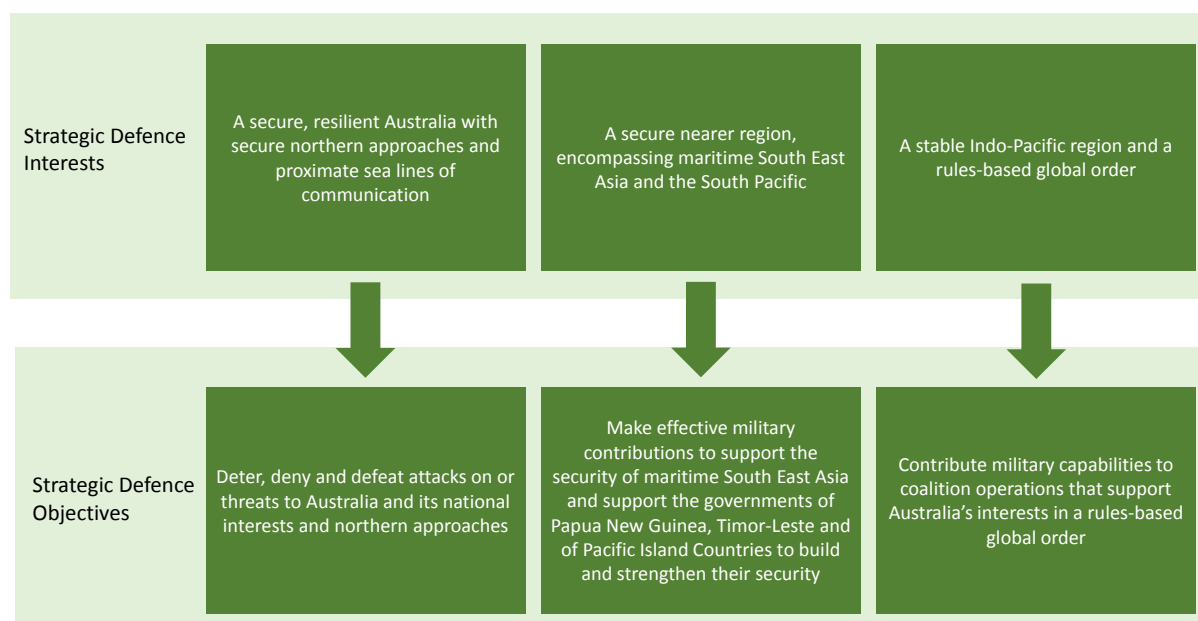 Strategic Defence
Interests
A secure, resilient Australia with
secure northern approaches and
proximate sea lines of
communication
A secure nearer region,
encompassing maritime South East
Asia and the South Pacific
A stable Indo-Pacific region and a
rules-based global order
Strategic Defence
Objectives
Deter, deny and defeat attacks on or
threats to Australia and its national
interests and northern approaches
Make effective military
contributions to support the
security of maritime South East Asia
and support the governments of
Papua New Guinea, Timor-Leste and
of Pacific Island Countries to build
and strengthen their security
Contribute military capabilities to
coalition operations that support
Australia’s interests in a rules-based
global order